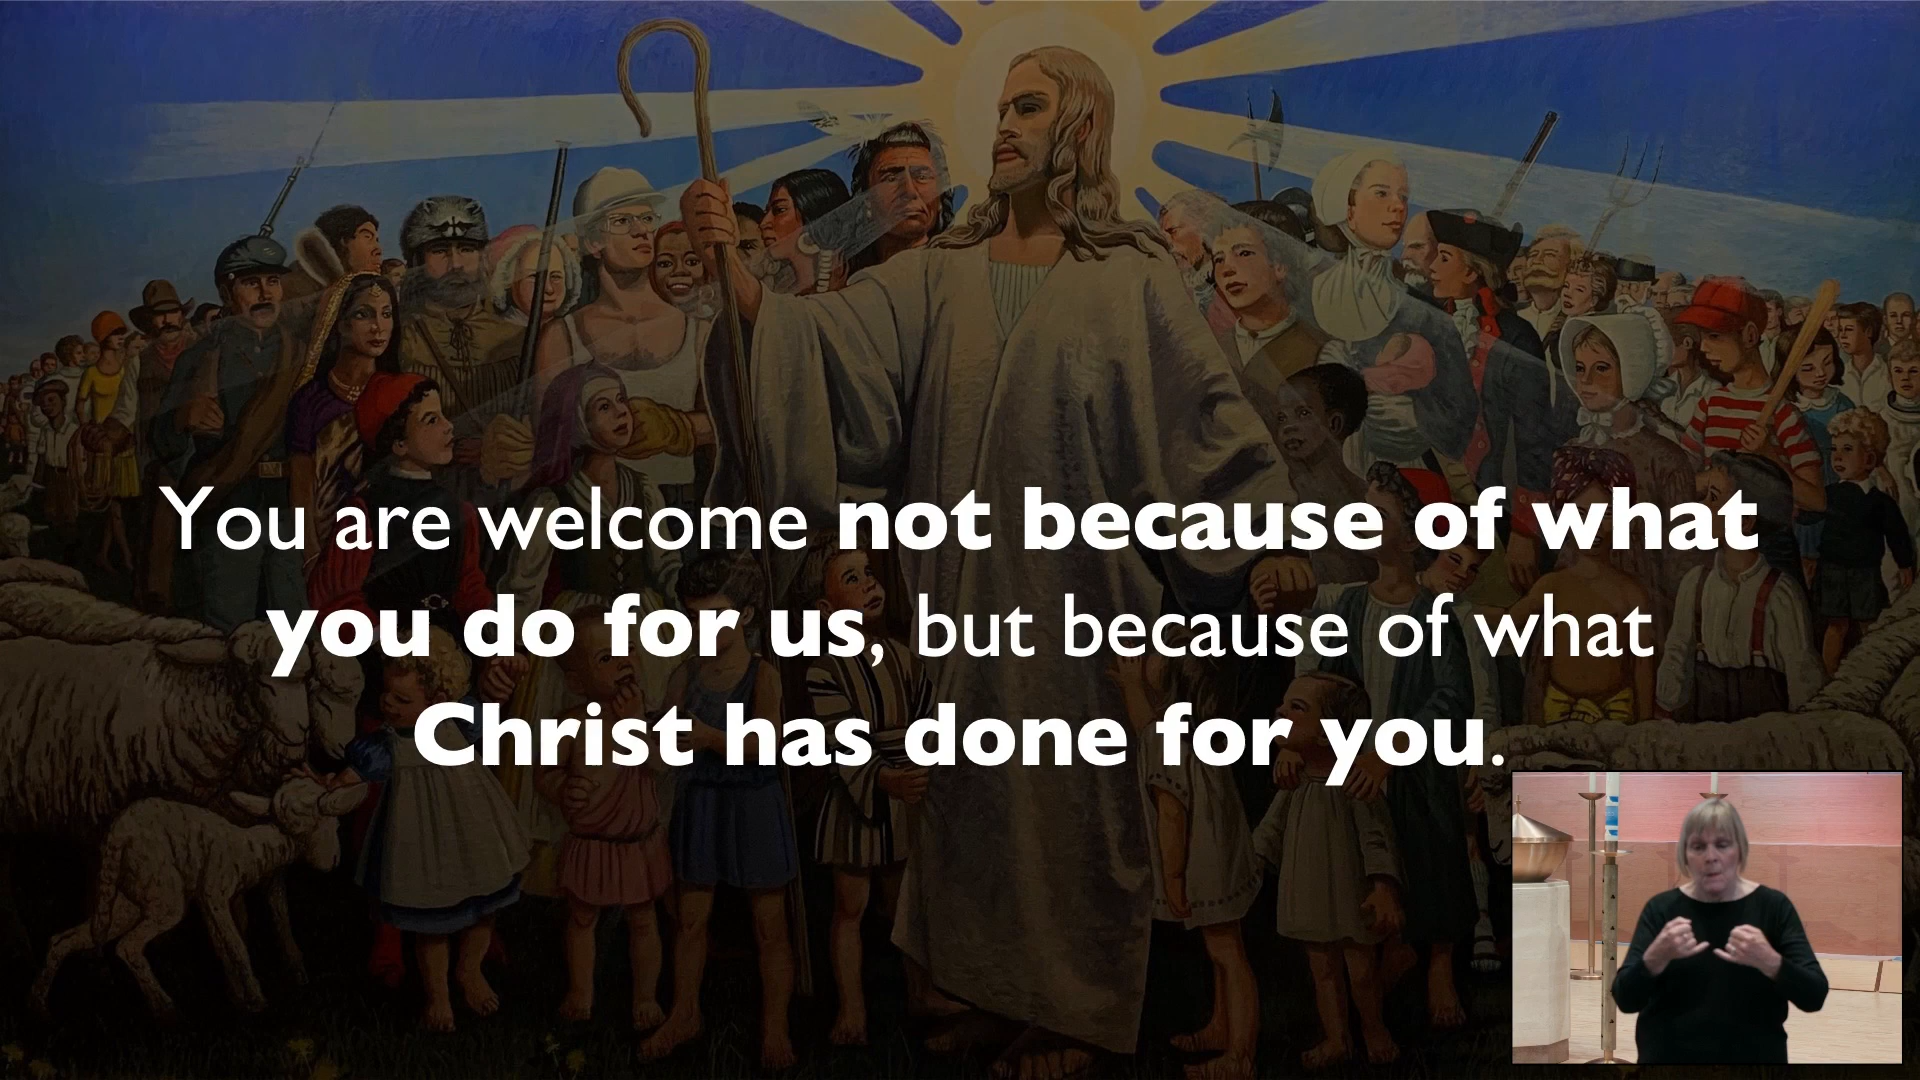 You are welcome not because of what
you do for us, but because of what
Christ has done for you.